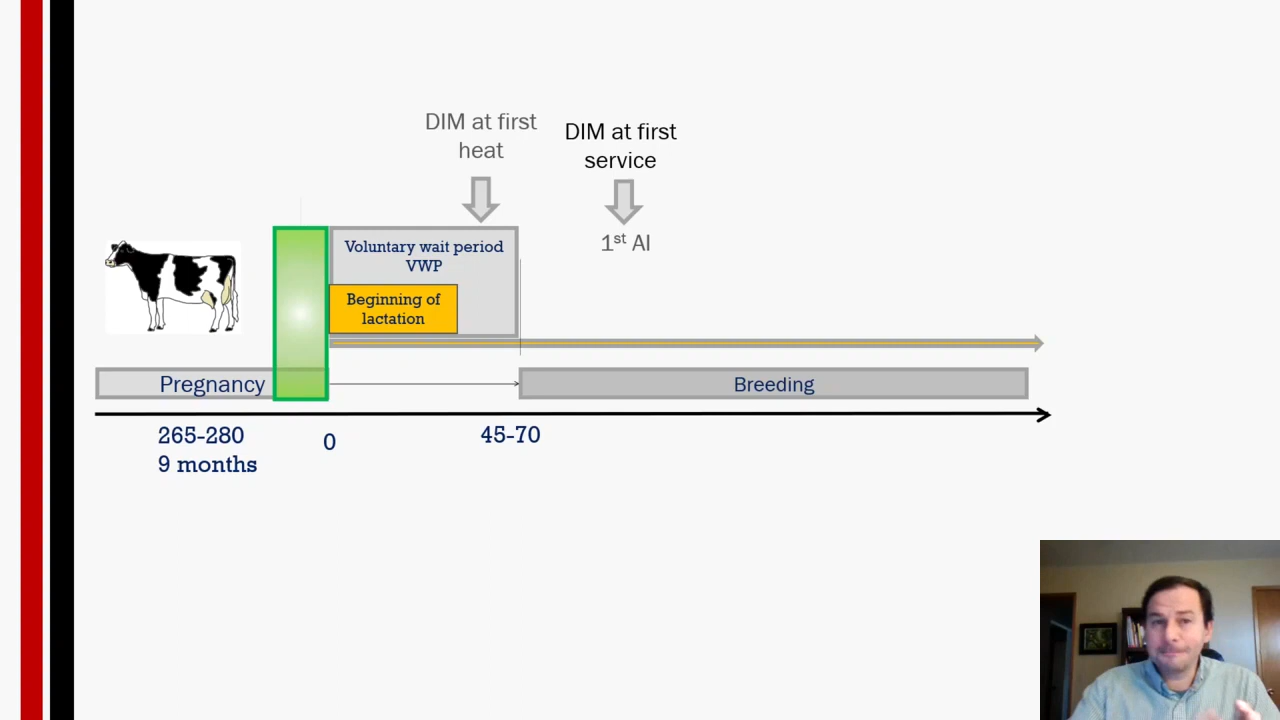 DIM at first
heat
DIM at first
service
1st AI
Voluntary wait period
VWP
Beginning of
lactation
Pregnancy
Breeding
265-280
9 months
0
45-70